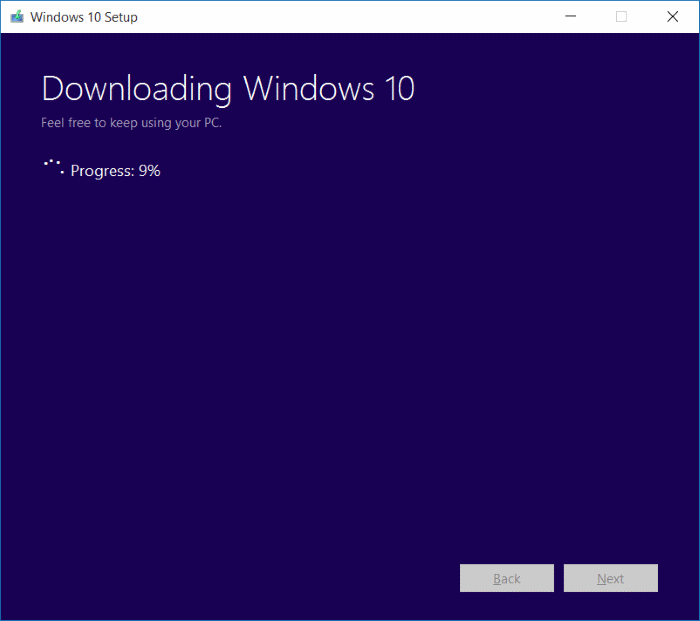 Windows 10 Setup
Downloading Windows 10
Feel free to keep using your PC.
Progress: 9%
Back
Next